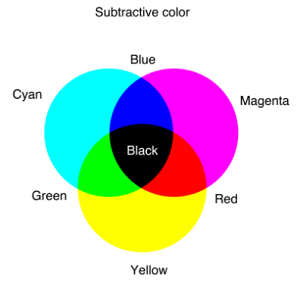 Subtractive color
Blue
Cyan
Magenta
Black
Green
Red
Yellow